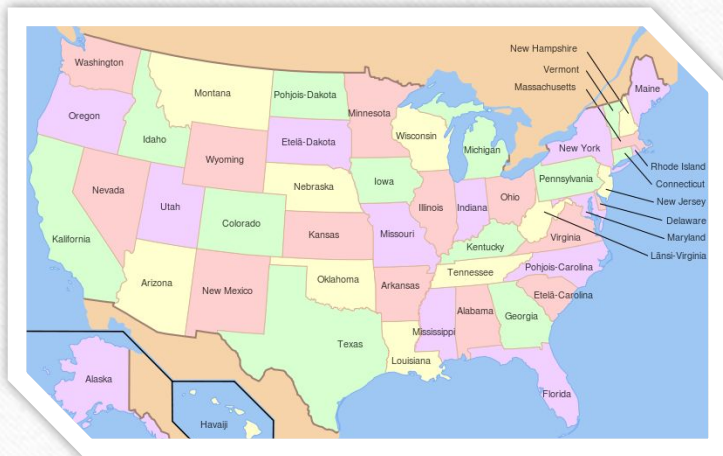 New Hampshire
Vermont
Massachusetts
Washington
Montana
Pohjois-Dakota
Minnesota
Maine
Oregon
Idaho
Wyoming
Etelä-Dakota
Wisconsin
Michigan
New York
Rhode Island
Connecticut
Nevada
Utah
Colorado
Nebraska
Iowa
Illinois
Indiana
Ohio
Pennsylvania
New Jersey
Delaware
Maryland
Kalifornia
Kansas
Missouri
Kentucky
Virginia
Länsi-Virginia
Arizona
New Mexico
Oklahoma
Arkansas
Tennessee
Pohjois-Carolina
Etelä-Carolina
Texas
Louisiana
Mississippi
Alabama
Georgia
Florida
Alaska
Havaiji